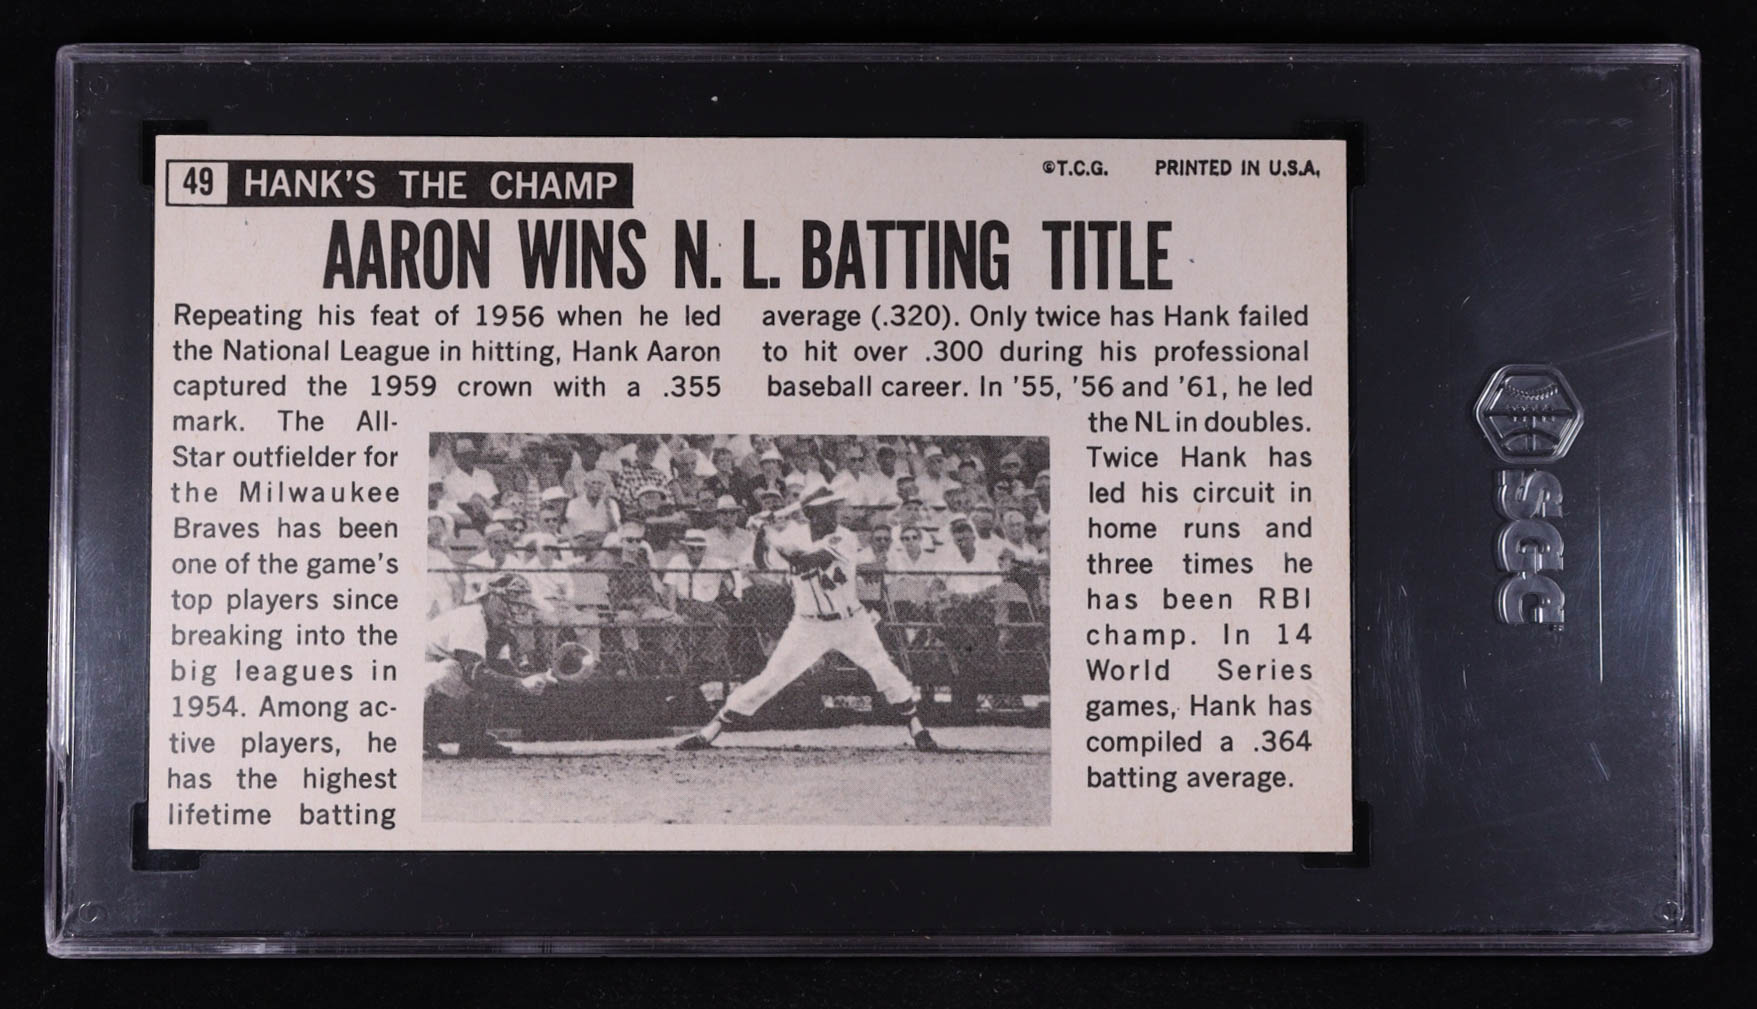 49 HANK'S THE CHAMP
©T.C.G. PRINTED IN U.S.A.
AARON WINS N. L. BATTING TITLE
Repeating his feat of 1956 when he led
the National League in hitting, Hank Aaron
captured the 1959 crown with a .355
mark. The All-
Star outfielder for
the Milwaukee
Braves has been
one of the game's
top players since
breaking into the
big leagues in
1954. Among ac-
tive players, he
has the highest
lifetime batting
average (.320). Only twice has Hank failed
to hit over .300 during his professional
baseball career. In '55, '56 and '61, he led
the NL in doubles.
Twice Hank has
led his circuit in
home runs and
three times he
has been RBI
champ. In 14
World Series
games, Hank has
compiled a .364
batting average.
44
SGC